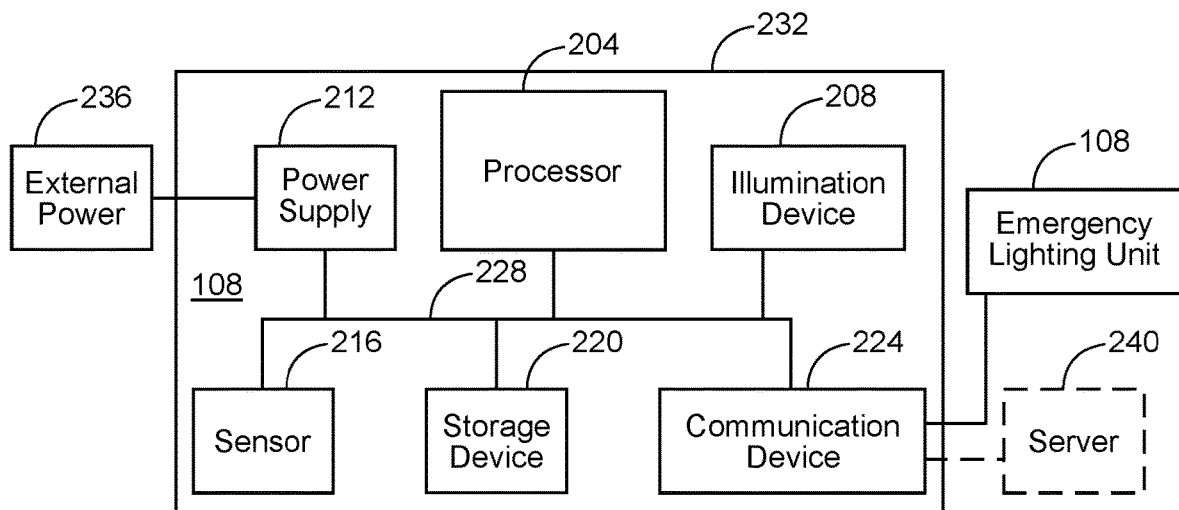 232
204
236
212
208
108
External
Power
Power
Supply
Processor
Illumination
Device
Emergency
Lighting Unit
108
228
216
220
224
240
Sensor
Storage
Device
Communication
Device
Server